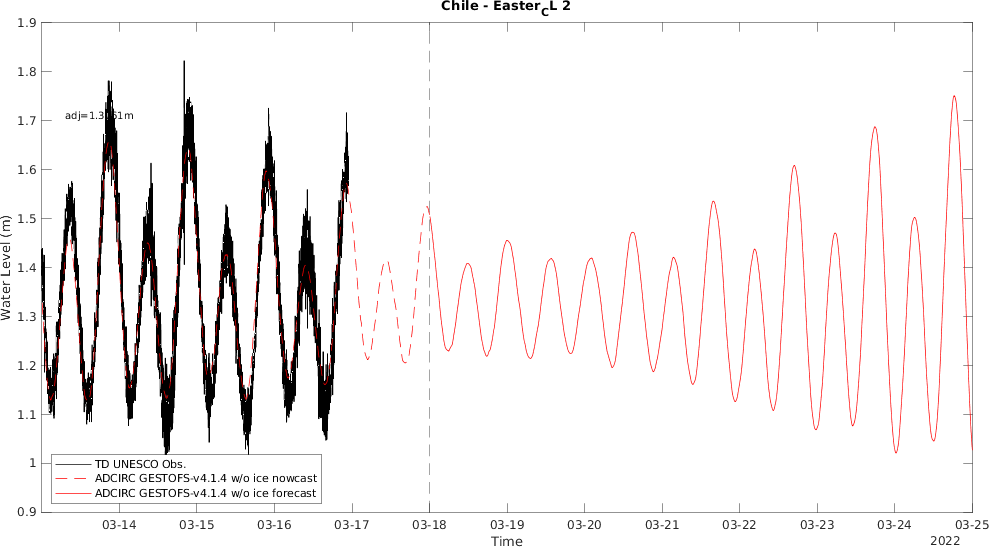 Chile - Easter_CL 2
1.9
1.8
1.7
1.6
1.5
1.4
1.3
1.2
1.1
1
0.9
Water Level (m)
TD UNESCO Obs.
ADCIRC GESTOFS-v4.1.4 w/o ice nowcast
ADCIRC GESTOFS-v4.1.4 w/o ice forecast
03-14 03-15 03-16 03-17 03-18 03-19 03-20 03-21 03-22 03-23 03-24 03-25
Time
2022